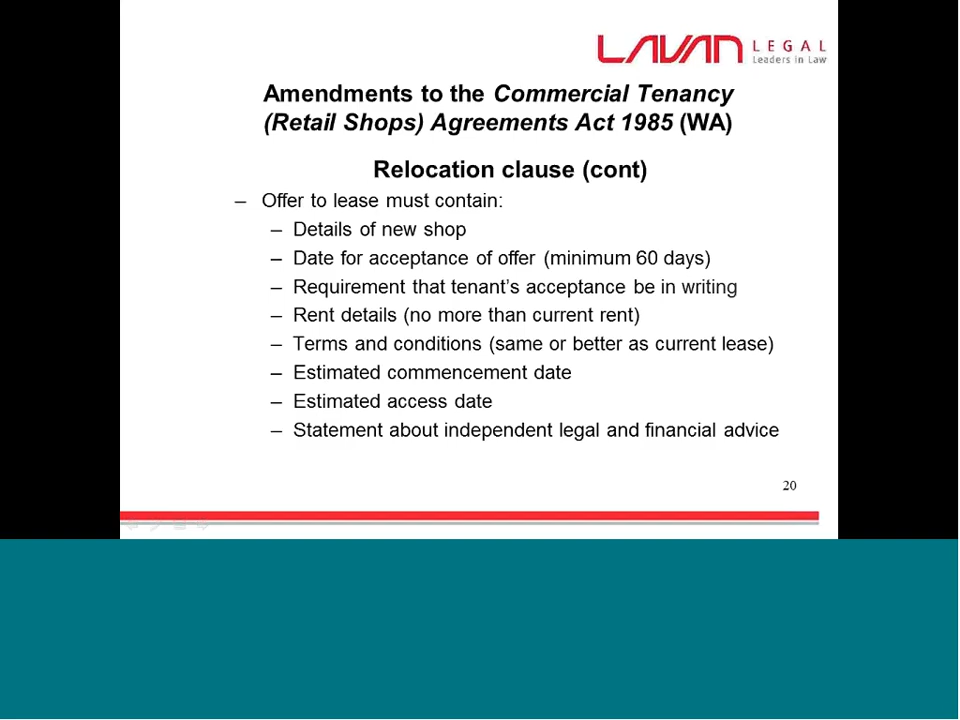 LAVAN LEGAL
Leaders in Law
Amendments to the Commercial Tenancy
(Retail Shops) Agreements Act 1985 (WA)
Relocation clause (cont)
– Offer to lease must contain:
– Details of new shop
– Date for acceptance of offer (minimum 60 days)
– Requirement that tenant’s acceptance be in writing
– Rent details (no more than current rent)
– Terms and conditions (same or better as current lease)
– Estimated commencement date
– Estimated access date
– Statement about independent legal and financial advice
20